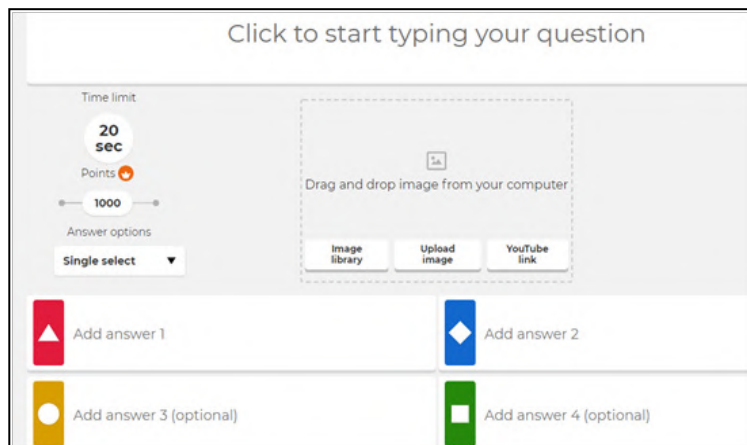 Click to start typing your question
Time limit
20
sec
Points
1000
Answer options
Single select
Drag and drop image from your computer
Image
library
Upload
image
YouTube
link
Add answer 1
Add answer 2
Add answer 3 (optional)
Add answer 4 (optional)